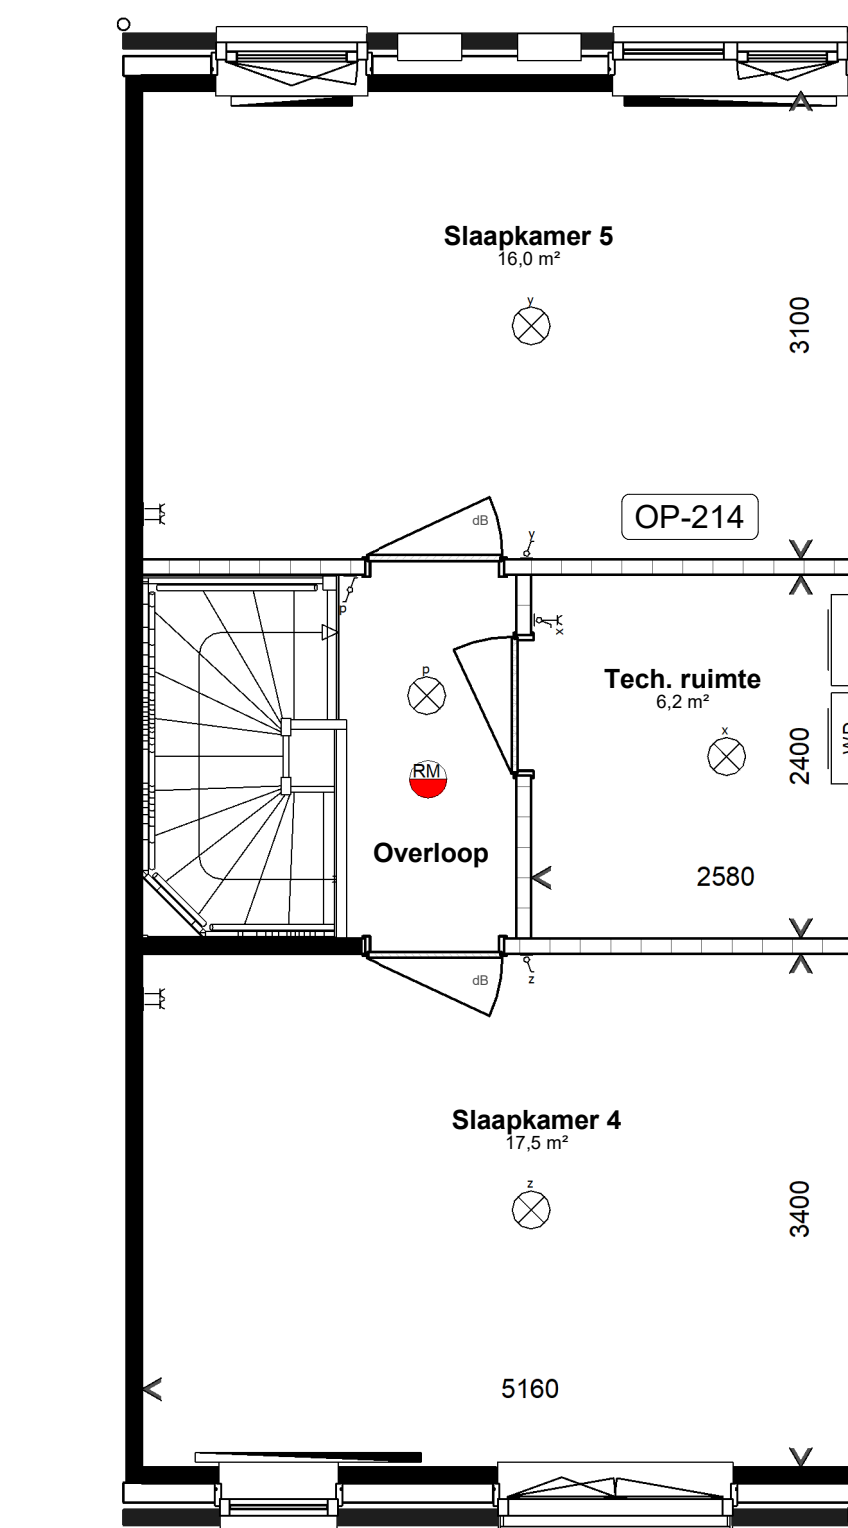 Slaapkamer 5
16,0 m²
y
3100
dB
y
OP-214
p
x
p
Tech. ruimte
6,2 m²
x
RM
2400
Overloop
2580
dB
z
Slaapkamer 4
17,5 m²
z
3400
5160